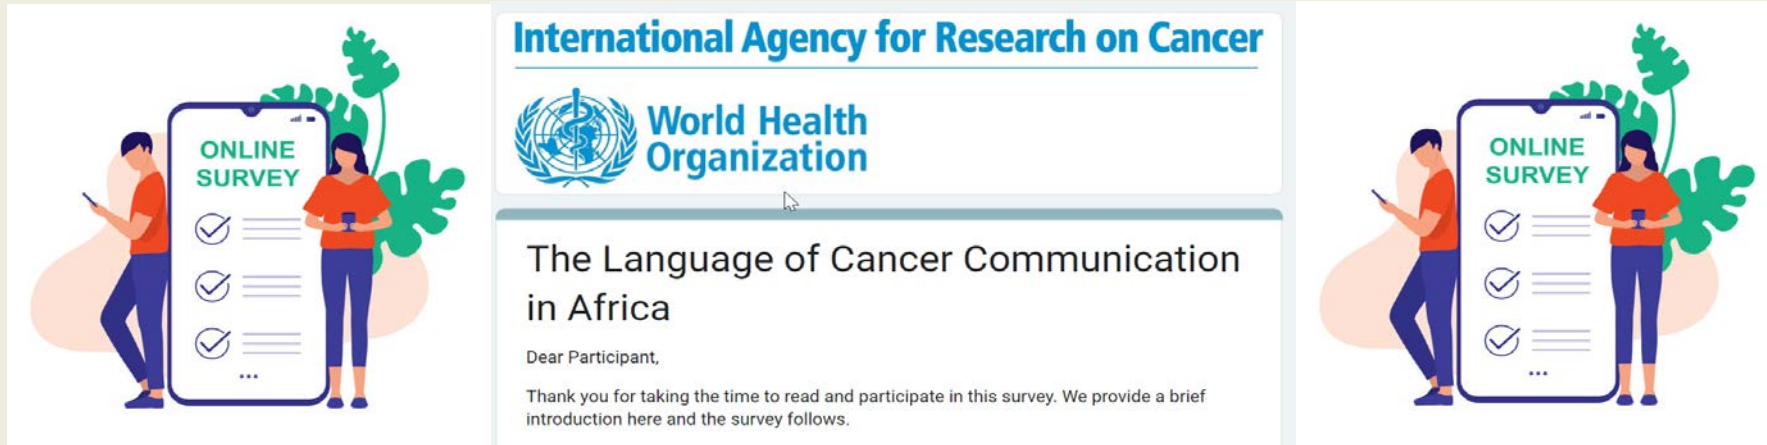 ONLINE
SURVEY
International Agency for Research on Cancer
World Health
Organization
The Language of Cancer Communication
in Africa
Dear Participant,
Thank you for taking the time to read and participate in this survey. We provide a brief
introduction here and the survey follows.
ONLINE
SURVEY